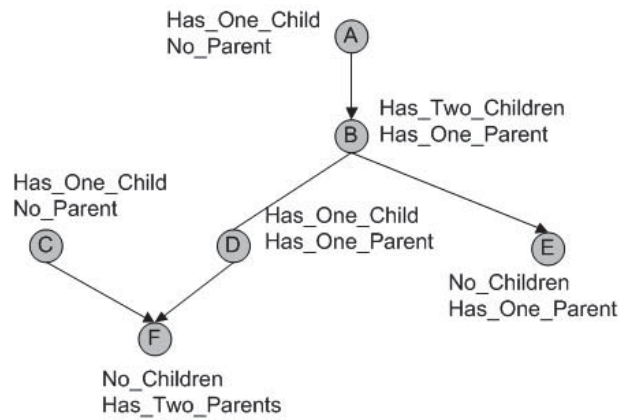 Has_One_Child
No_Parent
A
Has_Two_Children
Has_One_Parent
B
Has_One_Child
No_Parent
C
D
Has_One_Child
Has_One_Parent
E
No_Children
Has_One_Parent
F
No_Children
Has_Two_Parents